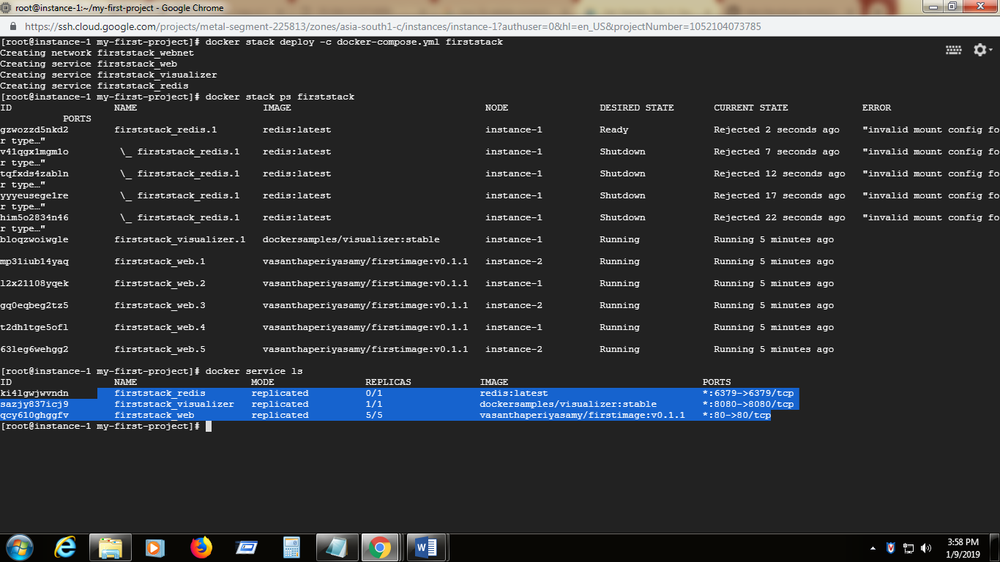 root@instance-1:~/my-first-project - Google Chrome
https://ssh.cloud.google.com/projects/metal-segment-225813/zones/asia-south1-c/instances/instance-1?authuser=0&hl=en_US&projectNumber=1052104073785
[root@instance-1 my-first-project]# docker stack deploy -c docker-compose.yml firststack
Creating network firststack_webnet
Creating service firststack_web
Creating service firststack_visualizer
Creating service firststack_redis
[root@instance-1 my-first-project]# docker stack ps firststack
ID NAME IMAGE NODE DESIRED STATE CURRENT STATE ERROR
PORTS
gzwozzd5nkd2 firststack_redis.1 redis:latest instance-1 Ready Rejected 2 seconds ago "invalid mount config fo
r type…"
v41qgx1mgm1o \_ firststack_redis.1 redis:latest instance-1 Shutdown Rejected 7 seconds ago "invalid mount config fo
r type…"
tqfxds4zabln \_ firststack_redis.1 redis:latest instance-1 Shutdown Rejected 12 seconds ago "invalid mount config fo
r type…"
yyyeusege1re \_ firststack_redis.1 redis:latest instance-1 Shutdown Rejected 17 seconds ago "invalid mount config fo
r type…"
him5o2834n46 \_ firststack_redis.1 redis:latest instance-1 Shutdown Rejected 22 seconds ago "invalid mount config fo
r type…"
bloqzwoiwgle firststack_visualizer.1 dockersamples/visualizer:stable instance-1 Running Running 5 minutes ago
mp31iub14yaq firststack_web.1 vasanthaperiyasamy/firstimage:v0.1.1 instance-2 Running Running 5 minutes ago
l2x21108yqek firststack_web.2 vasanthaperiyasamy/firstimage:v0.1.1 instance-1 Running Running 5 minutes ago
gq0eqbeg2tz5 firststack_web.3 vasanthaperiyasamy/firstimage:v0.1.1 instance-2 Running Running 5 minutes ago
t2dh1tge5ofl firststack_web.4 vasanthaperiyasamy/firstimage:v0.1.1 instance-1 Running Running 5 minutes ago
63leg6wehgg2 firststack_web.5 vasanthaperiyasamy/firstimage:v0.1.1 instance-2 Running Running 5 minutes ago
[root@instance-1 my-first-project]# docker service ls
ID NAME MODE REPLICAS IMAGE PORTS
ki4lgwjwvndn firststack_redis replicated 0/1 redis:latest *:6379->6379/tcp
sazjy837icj9 firststack_visualizer replicated 1/1 dockersamples/visualizer:stable *:8080->8080/tcp
qcy610ghggfv firststack_web replicated 5/5 vasanthaperiyasamy/firstimage:v0.1.1 *:80->80/tcp
[root@instance-1 my-first-project]#
3:58 PM
1/9/2019